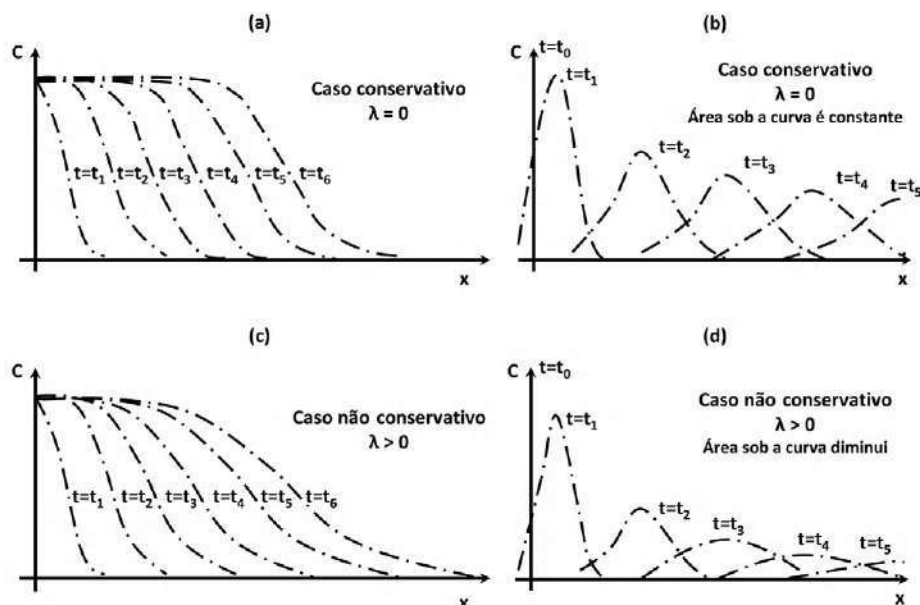 (a)
C
Caso conservativo
λ = 0
t=t₁
t=t₂
t=t₃
t=t₄
t=t₅
t=t₆
x
(b)
C
t=t₀
t=t₁
Caso conservativo
λ = 0
Área sob a curva é constante
t=t₂
t=t₃
t=t₄
t=t₅
x
(c)
C
Caso não conservativo
λ > 0
t=t₁
t=t₂
t=t₃
t=t₄
t=t₅
t=t₆
x
(d)
C
t=t₀
t=t₁
Caso não conservativo
λ > 0
Área sob a curva diminui
t=t₂
t=t₃
t=t₄
t=t₅
x